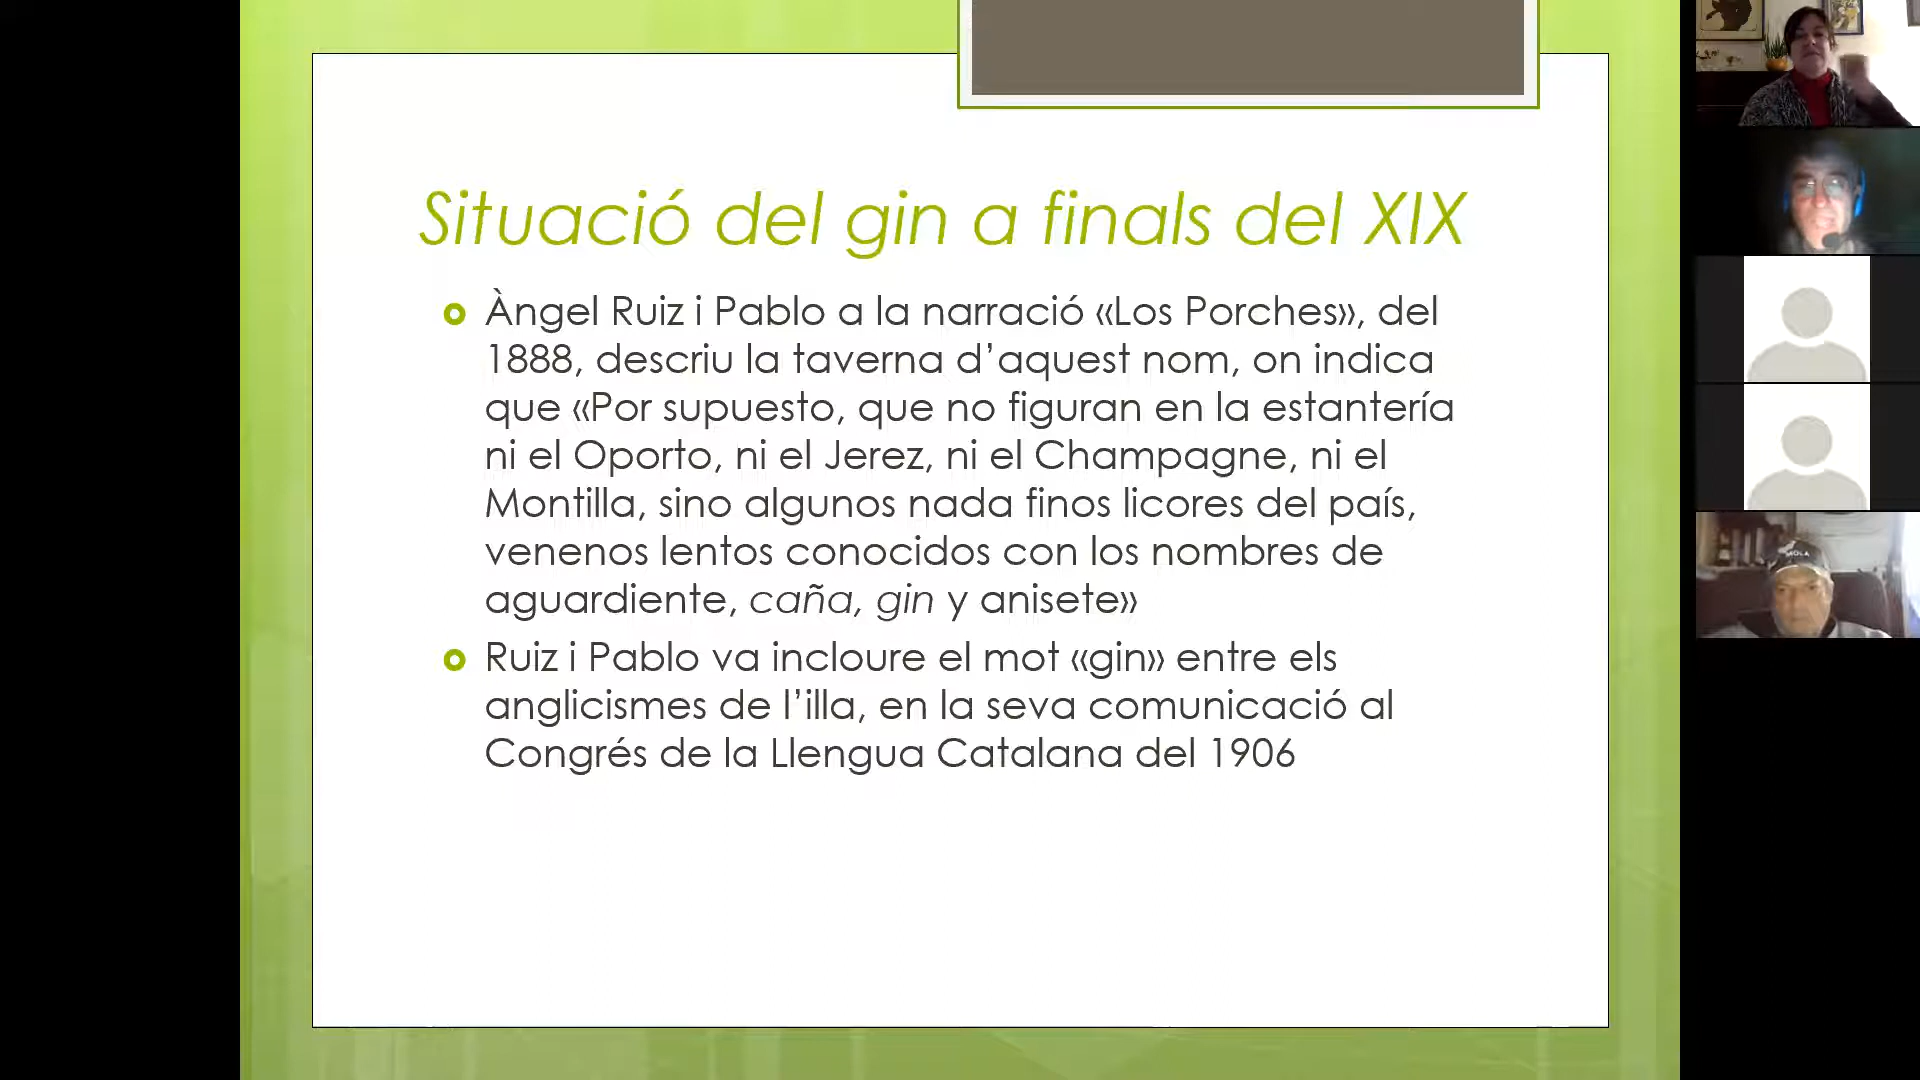 Situació del gin a finals del XIX
Àngel Ruiz i Pablo a la narració «Los Porches», del
1888, descriu la taverna d’aquest nom, on indica
que «Por supuesto, que no figuran en la estantería
ni el Oporto, ni el Jerez, ni el Champagne, ni el
Montilla, sino algunos nada finos licores del país,
venenos lentos conocidos con los nombres de
aguardiente, caña, gin y anisete»
Ruiz i Pablo va incloure el mot «gin» entre els
anglicismes de l’illa, en la seva comunicació al
Congrés de la Llengua Catalana del 1906